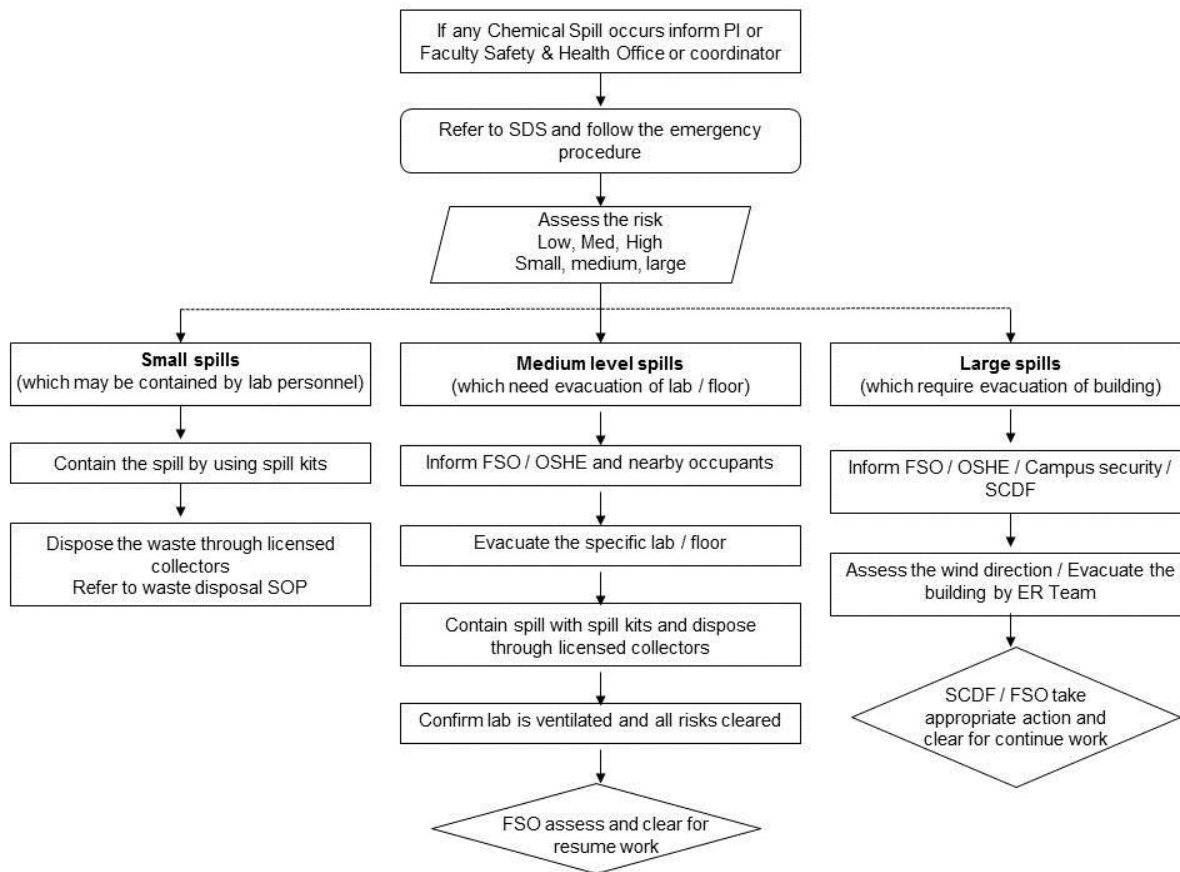 If any Chemical Spill occurs inform PI or
Faculty Safety & Health Office or coordinator
Refer to SDS and follow the emergency
procedure
Assess the risk
Low, Med, High
Small, medium, large
Small spills
(which may be contained by lab personnel)
Contain the spill by using spill kits
Dispose the waste through licensed
collectors
Refer to waste disposal SOP
Medium level spills
(which need evacuation of lab / floor)
Inform FSO / OSHE and nearby occupants
Evacuate the specific lab / floor
Contain spill with spill kits and dispose
through licensed collectors
Confirm lab is ventilated and all risks cleared
FSO assess and clear for
resume work
Large spills
(which require evacuation of building)
Inform FSO / OSHE / Campus security /
SCDF
Assess the wind direction / Evacuate the
building by ER Team
SCDF / FSO take
appropriate action and
clear for continue work